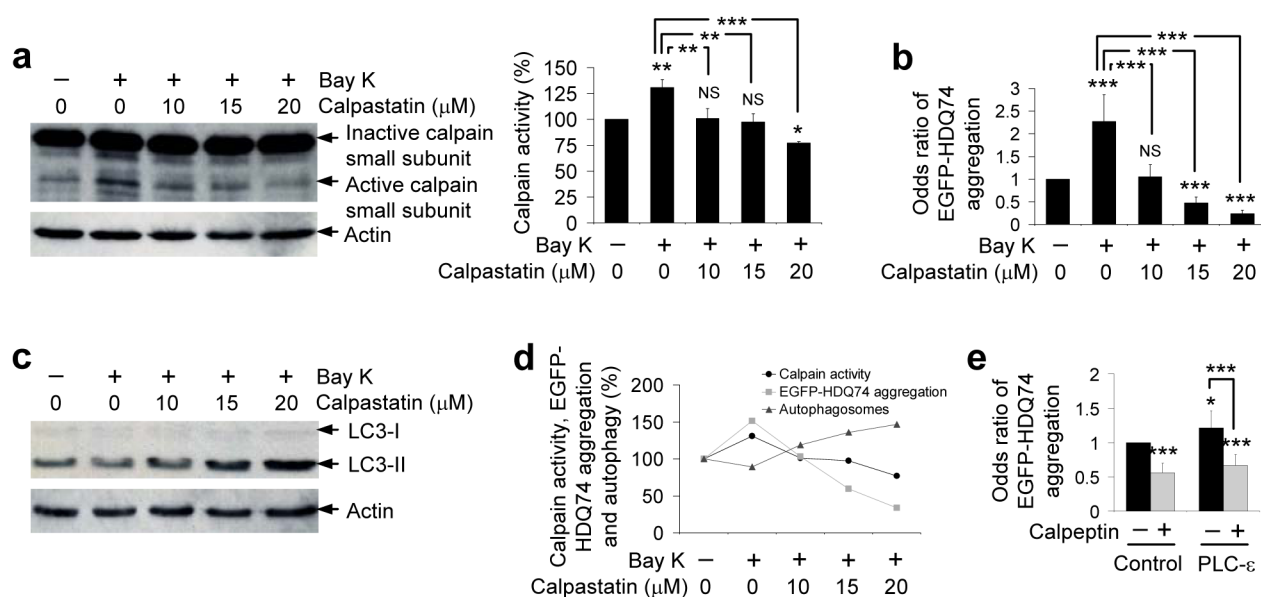 a
– + + + + Bay K
0 0 10 15 20 Calpastatin (µM)
Inactive calpain
small subunit
Active calpain
small subunit
Actin
Calpain activity (%)
150
125
100
75
50
25
0
***
**
**
**
NS
NS
*
Bay K – + + + +
Calpastatin (µM) 0 0 10 15 20
b
Odds ratio of
EGFP-HDQ74
aggregation
3
2.5
2
1.5
1
0.5
0
***
***
***
***
NS
***
***
Bay K – + + + +
Calpastatin (µM) 0 0 10 15 20
c
– + + + + Bay K
0 0 10 15 20 Calpastatin (µM)
LC3-I
LC3-II
Actin
d
Calpain activity, EGFP-
HDQ74 aggregation
and autophagy (%)
200
150
100
50
0
Calpain activity
EGFP-HDQ74 aggregation
Autophagosomes
Bay K – + + + +
Calpastatin (µM) 0 0 10 15 20
e
Odds ratio of
EGFP-HDQ74
aggregation
2
1.5
1
0.5
0
***
*
***
***
Calpeptin – + – +
Control PLC-ε